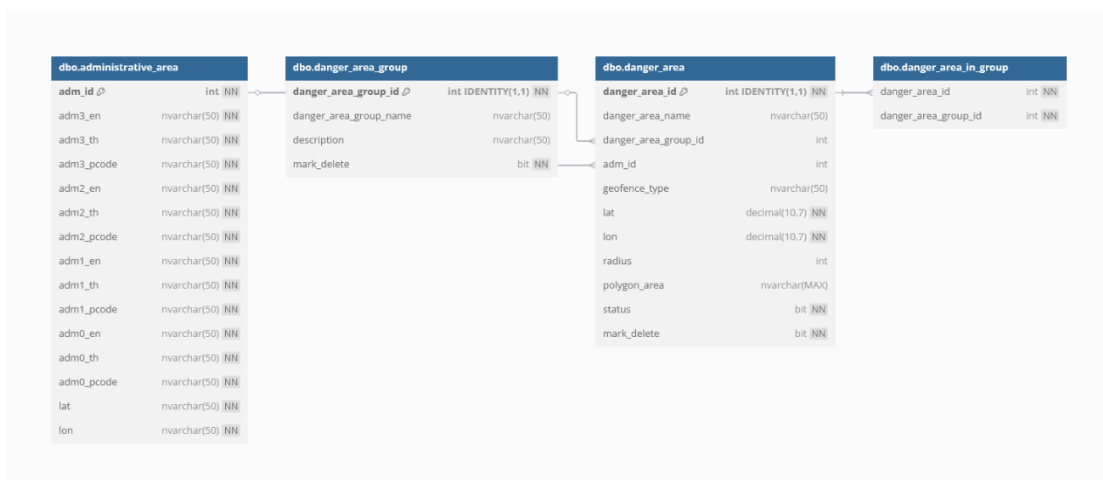 dbo.administrative_area
adm_id int NN
adm3_en nvarchar(50) NN
adm3_th nvarchar(50) NN
adm3_pcode nvarchar(50) NN
adm2_en nvarchar(50) NN
adm2_th nvarchar(50) NN
adm2_pcode nvarchar(50) NN
adm1_en nvarchar(50) NN
adm1_th nvarchar(50) NN
adm1_pcode nvarchar(50) NN
adm0_en nvarchar(50) NN
adm0_th nvarchar(50) NN
adm0_pcode nvarchar(50) NN
lat nvarchar(50) NN
lon nvarchar(50) NN
dbo.danger_area_group
danger_area_group_id int IDENTITY(1,1) NN
danger_area_group_name nvarchar(50)
description nvarchar(50)
mark_delete bit NN
dbo.danger_area
danger_area_id int IDENTITY(1,1) NN
danger_area_name nvarchar(50)
danger_area_group_id int
adm_id int
geofence_type nvarchar(50)
lat decimal(10,7) NN
lon decimal(10,7) NN
radius int
polygon_area nvarchar(MAX)
status bit NN
mark_delete bit NN
dbo.danger_area_in_group
danger_area_id int NN
danger_area_group_id int NN